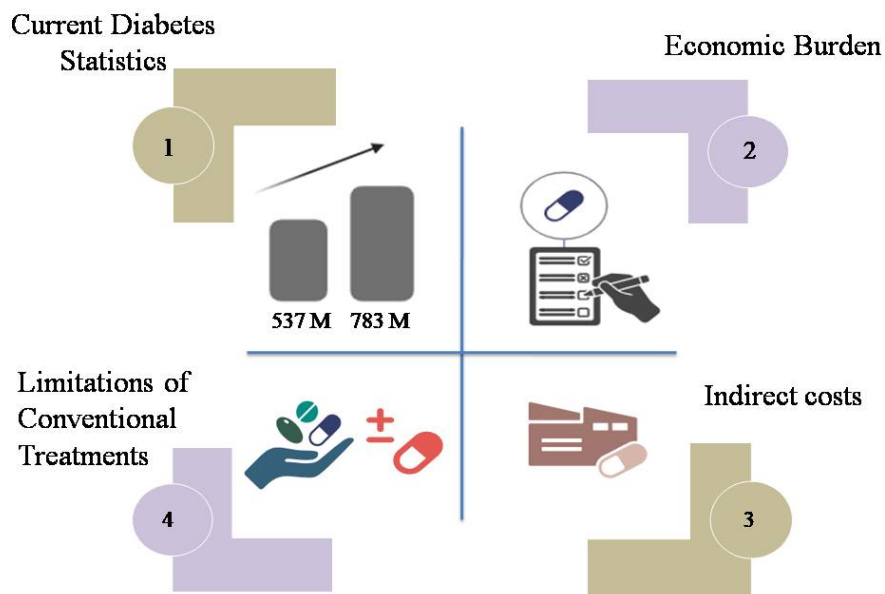 Current Diabetes
Statistics
1
537 M
783 M
Economic Burden
2
Indirect costs
3
Limitations of
Conventional
Treatments
4